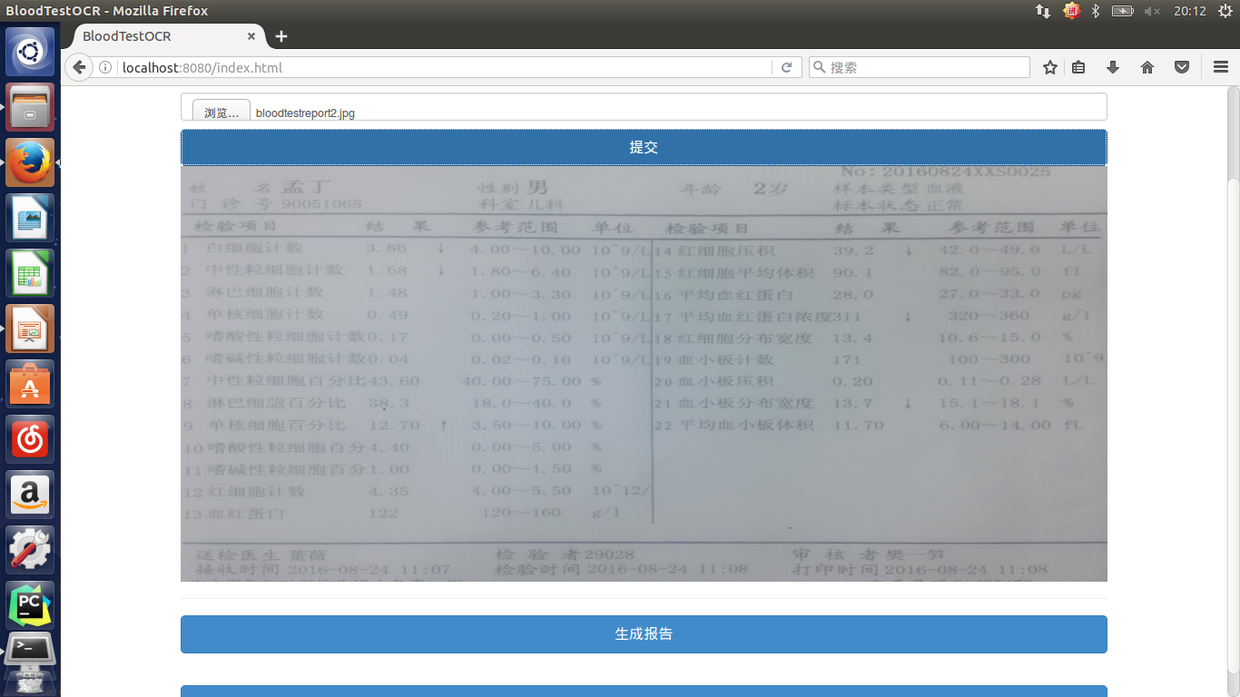 BloodTestOCR - Mozilla Firefox
20:12
BloodTestOCR
localhost:8080/index.html
搜索
浏览… bloodtestreport2.jpg
提交
No: 20160824XXS0025
姓 名 孟丁 性别 男 年龄 2岁 样本类型 血液
门 诊 号 90051065 科室 儿科 标本状态 正常
检验项目 结 果 参考范围 单位 检验项目 结 果 参考范围 单位
1 白细胞计数 3.86 ↓ 4.00~10.00 10^9/L 14 红细胞压积 39.2 ↓ 42.0~49.0 L/L
2 中性粒细胞计数 1.68 ↓ 1.80~6.40 10^9/L 15 红细胞平均体积 90.1 82.0~95.0 fl
3 淋巴细胞计数 1.48 1.00~3.30 10^9/L 16 平均血红蛋白 28.0 27.0~33.0 pg
4 单核细胞计数 0.49 0.20~1.00 10^9/L 17 平均血红蛋白浓度 311 ↓ 320~360 g/l
5 嗜酸性粒细胞计数 0.17 0.00~0.50 10^9/L 18 红细胞分布宽度 13.4 10.6~15.0 %
6 嗜碱性粒细胞计数 0.04 0.02~0.10 10^9/L 19 血小板计数 171 100~300 10^9
7 中性粒细胞百分比 43.60 40.00~75.00 % 20 血小板压积 0.20 0.11~0.28 L/L
8 淋巴细胞百分比 38.3 18.0~40.0 % 21 血小板分布宽度 13.7 ↓ 15.1~18.1 %
9 单核细胞百分比 12.70 ↑ 3.50~10.00 % 22 平均血小板体积 11.70 6.00~14.00 fL
10 嗜酸性粒细胞百分 4.40 0.00~5.00 %
11 嗜碱性粒细胞百分 1.00 0.00~1.50 %
12 红细胞计数 4.35 4.00~5.50 10^12/
13 血红蛋白 122 120~160 g/l
送检医生 董薇 检 验 者 29028 审 核 者 樊一笄
接收时间 2016-08-24 11:07 检验时间 2016-08-24 11:08 打印时间 2016-08-24 11:08
生成报告